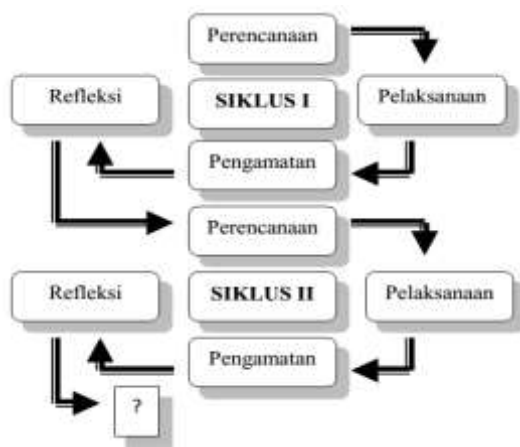 Perencanaan
Refleksi
SIKLUS I
Pelaksanaan
Pengamatan
Perencanaan
Refleksi
SIKLUS II
Pelaksanaan
Pengamatan
?